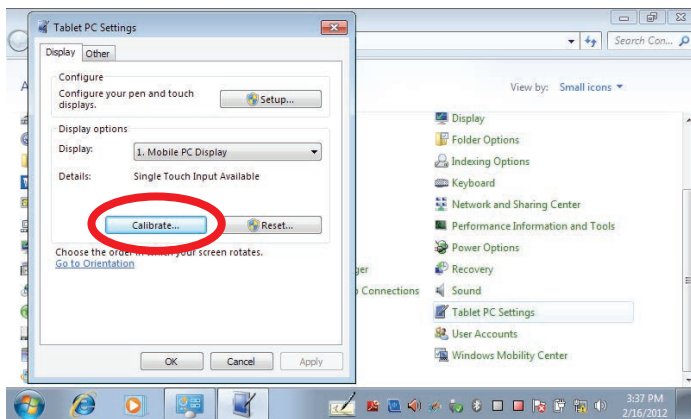 Tablet PC Settings
Search Con...
Display Other
Configure
Configure your pen and touch
displays.
Setup...
Display options
Display: 1. Mobile PC Display
Details: Single Touch Input Available
Calibrate... Reset...
Choose the order in which your screen rotates.
Go to Orientation
OK Cancel Apply
A
View by: Small icons
Display
Folder Options
Indexing Options
Keyboard
Network and Sharing Center
Performance Information and Tools
Power Options
ger Recovery
Connections Sound
Tablet PC Settings
User Accounts
Windows Mobility Center
3:37 PM
2/16/2012